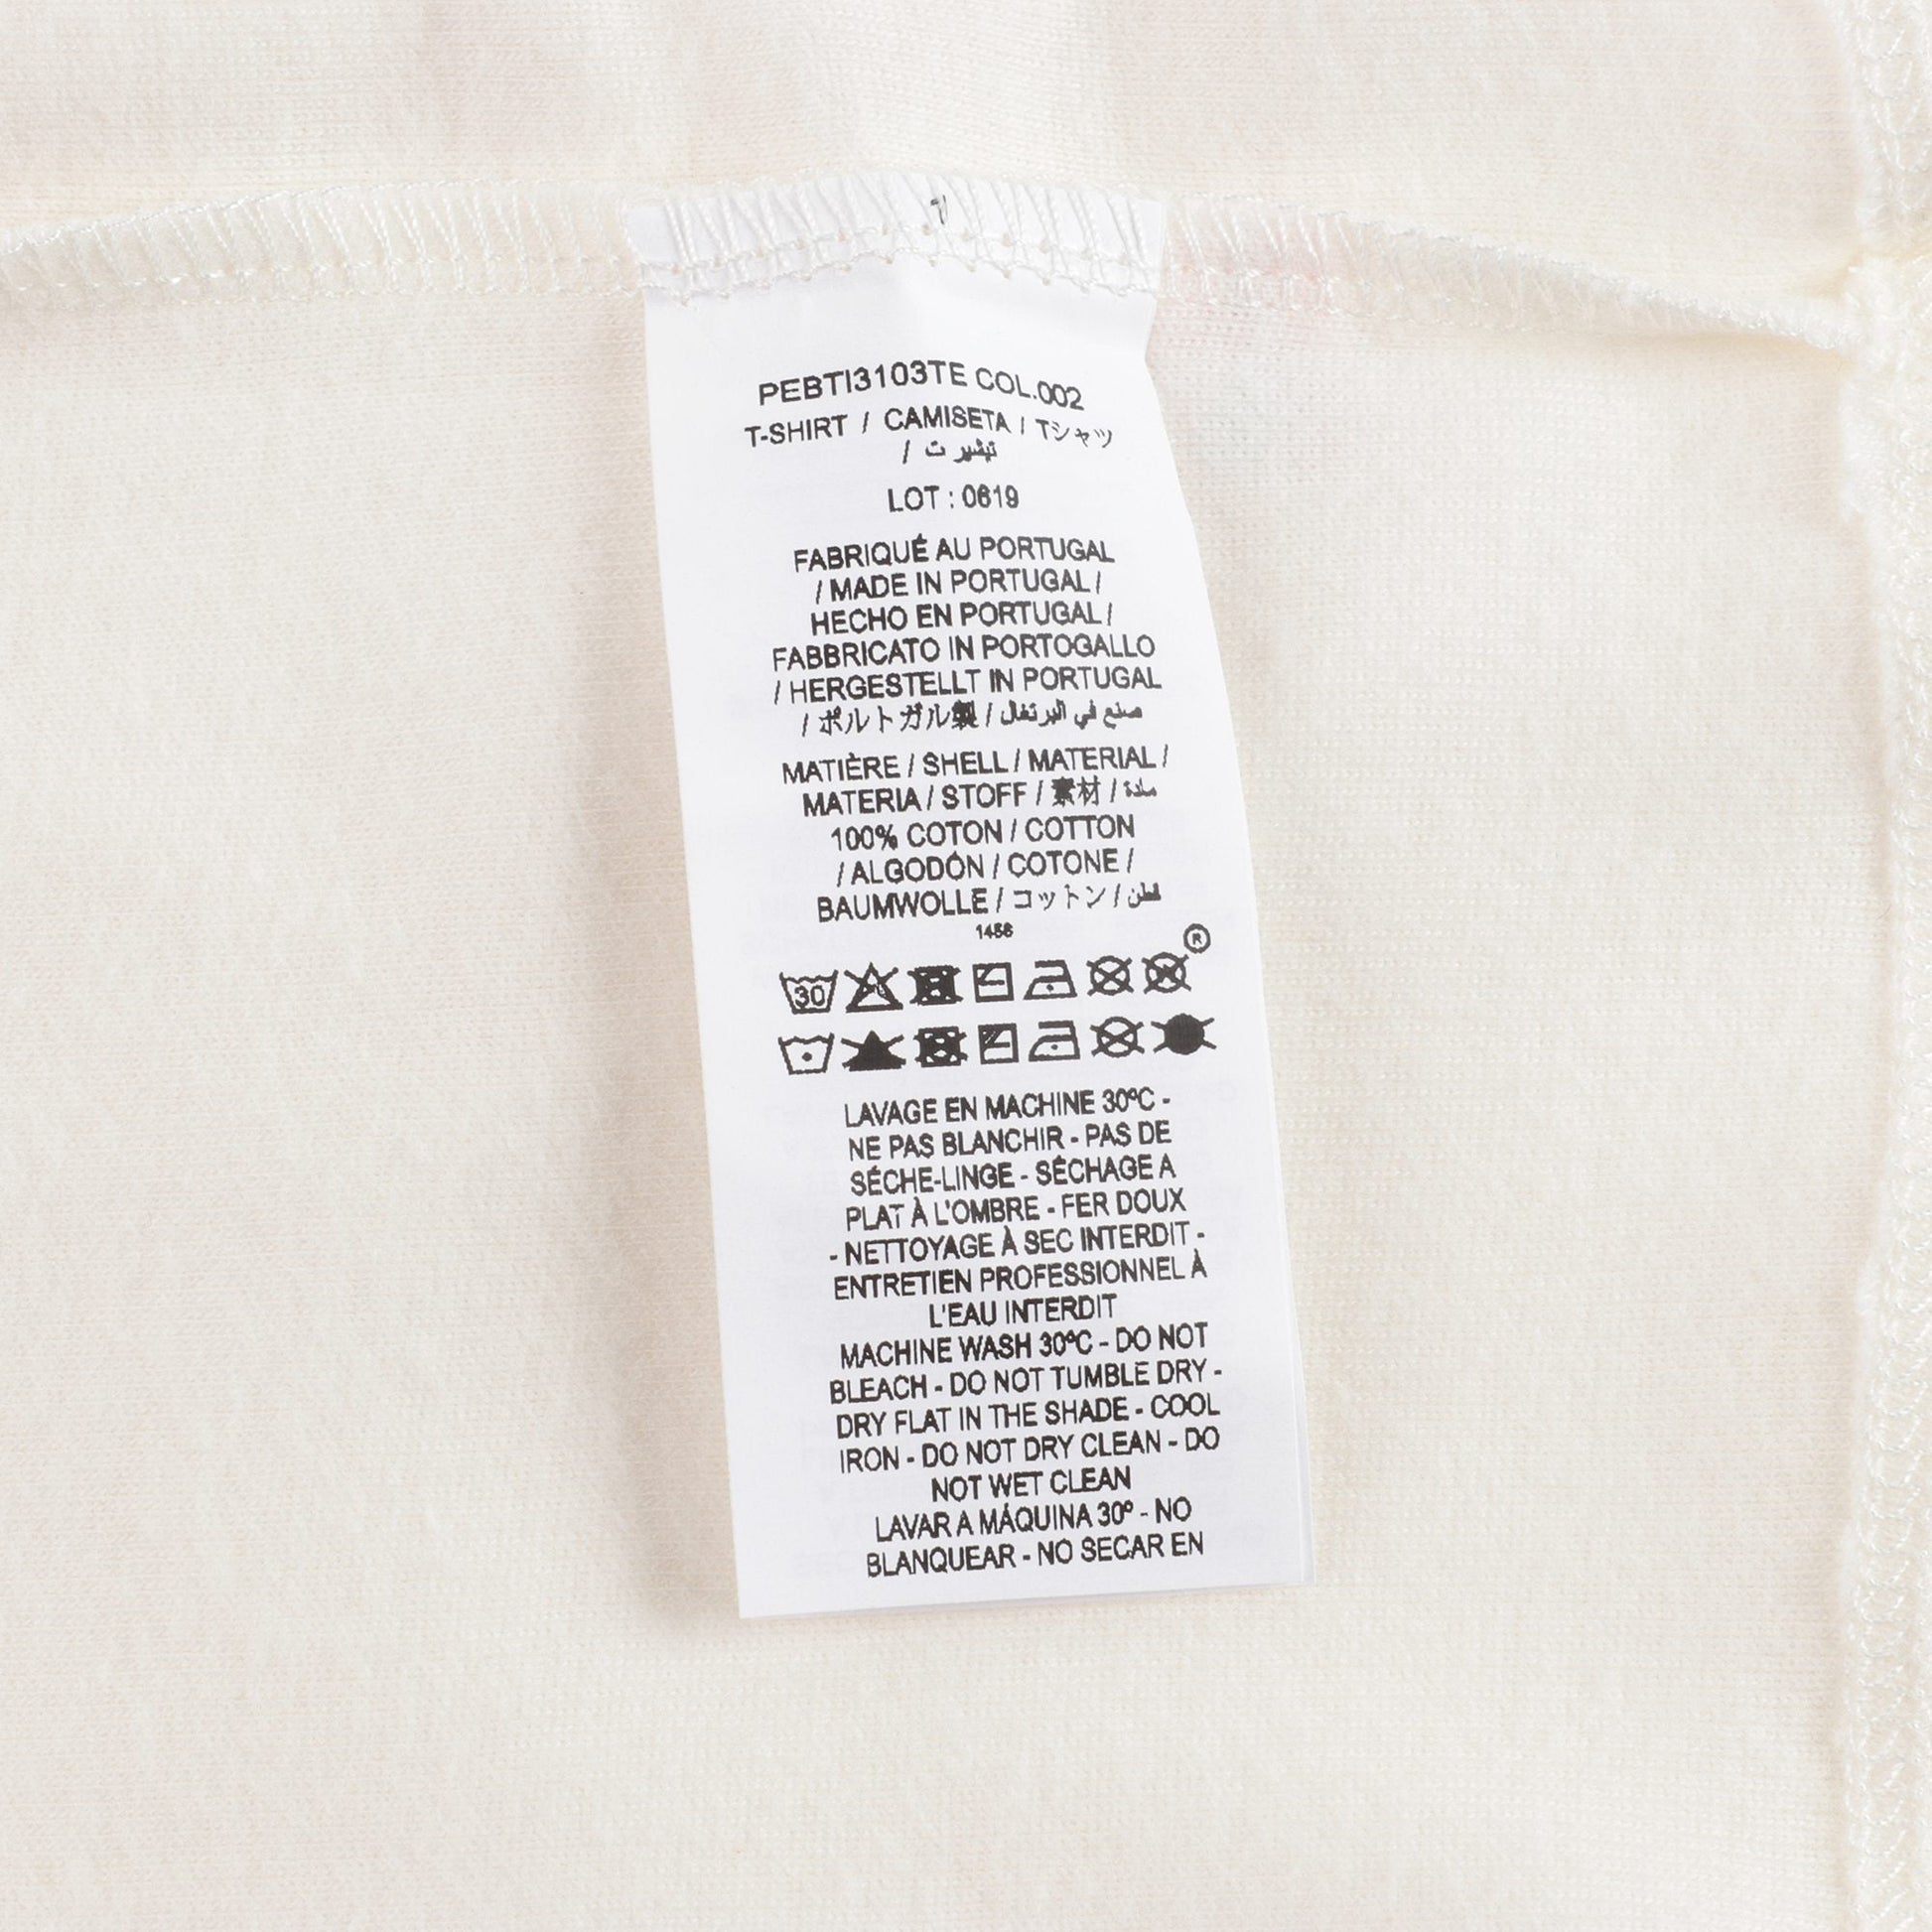 PEBTI3103TE COL.002
T-SHIRT / CAMISETA / Tシャツ
/ تيشيرت
LOT : 0619
FABRIQUÉ AU PORTUGAL
/ MADE IN PORTUGAL /
HECHO EN PORTUGAL /
FABBRICATO IN PORTOGALLO
/ HERGESTELLT IN PORTUGAL
/ ポルトガル製 / صنع في البرتغال
MATIÈRE / SHELL / MATERIAL /
MATERIA / STOFF / 素材 / مادة
100% COTON / COTTON
/ ALGODÓN / COTONE /
BAUMWOLLE / コットン / قطن
1456
®
30
LAVAGE EN MACHINE 30ºC -
NE PAS BLANCHIR - PAS DE
SÉCHE-LINGE - SÉCHAGE A
PLAT À L'OMBRE - FER DOUX
- NETTOYAGE À SEC INTERDIT -
ENTRETIEN PROFESSIONNEL À
L'EAU INTERDIT
MACHINE WASH 30ºC - DO NOT
BLEACH - DO NOT TUMBLE DRY -
DRY FLAT IN THE SHADE - COOL
IRON - DO NOT DRY CLEAN - DO
NOT WET CLEAN
LAVAR A MÁQUINA 30º - NO
BLANQUEAR - NO SECAR EN